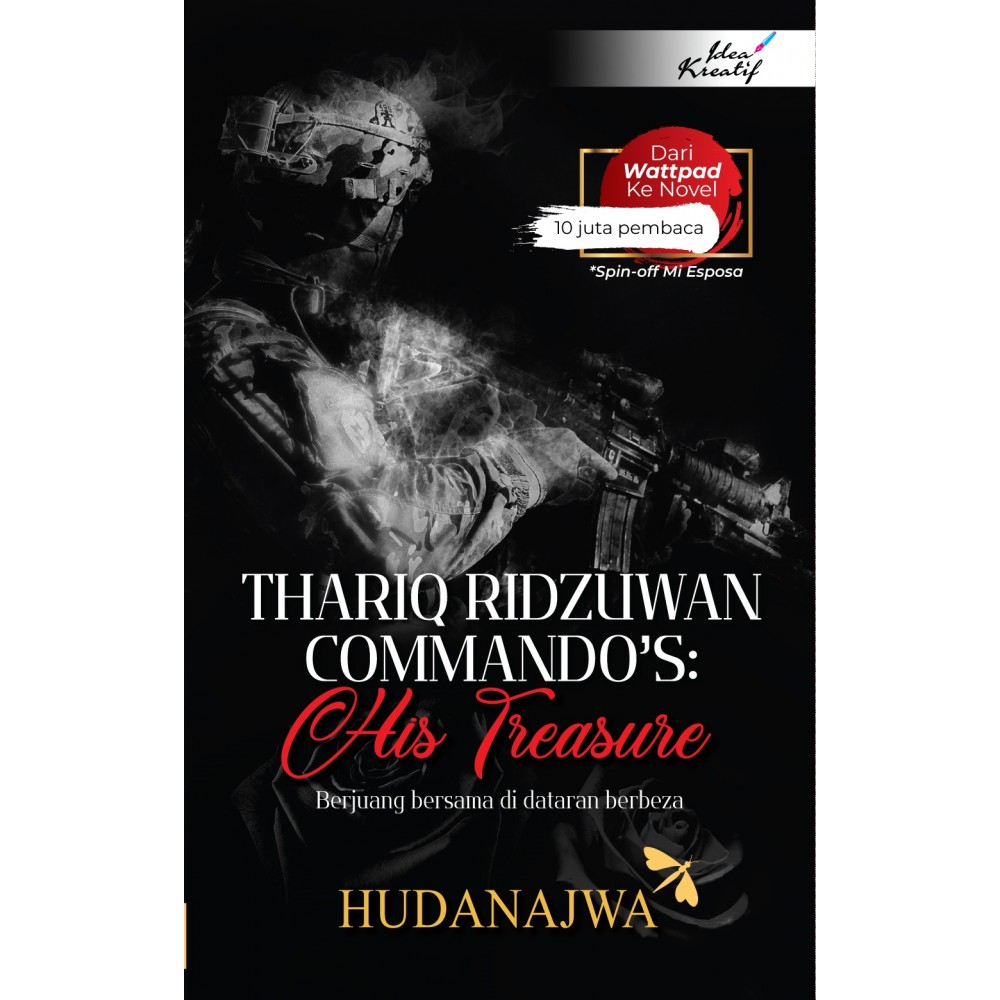 Idea
Kreatif
Dari
Wattpad
Ke Novel
10 juta pembaca
*Spin-off Mi Esposa
THARIQ RIDZUWAN
COMMANDO'S:
His Treasure
Berjuang bersama di dataran berbeza
HUDANAJWA